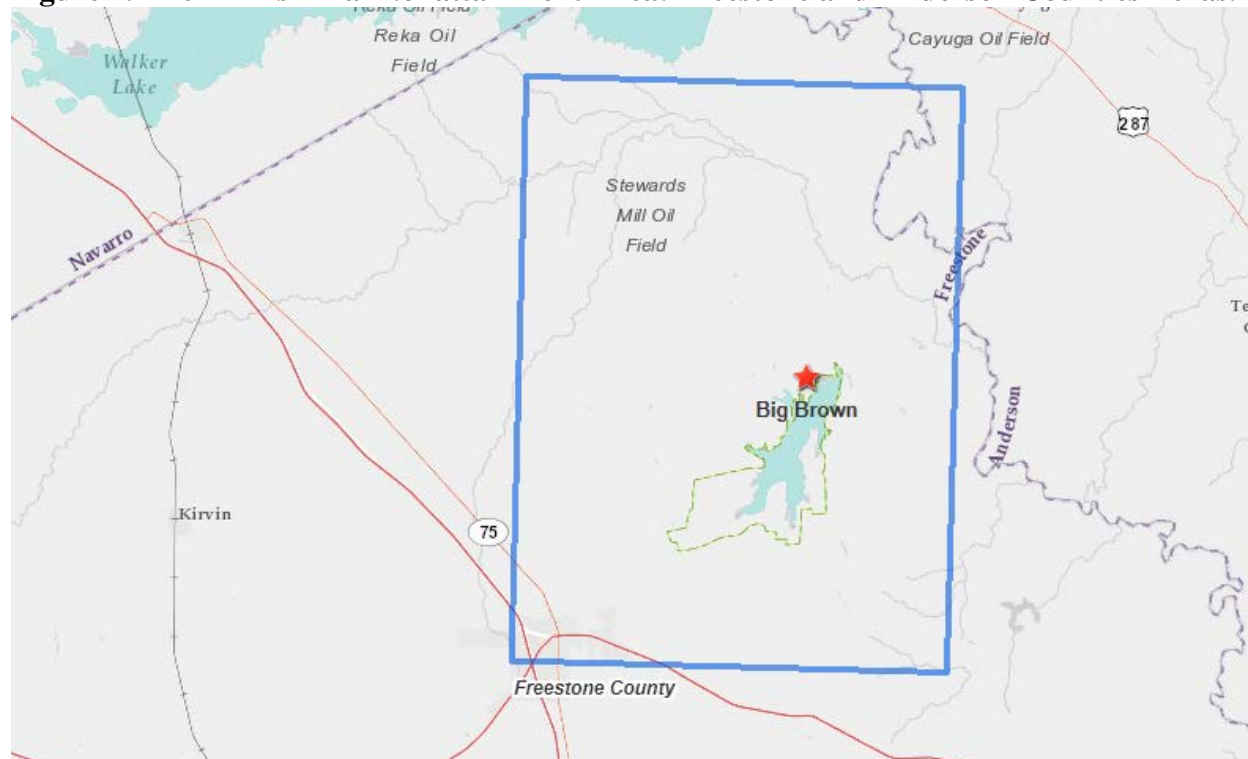 Reka Oil
Field
Walker
Lake
Cayuga Oil Field
287
Stewards
Mill Oil
Field
Navarro
Freestone
Big Brown
Anderson
Kirvin
75
Freestone County